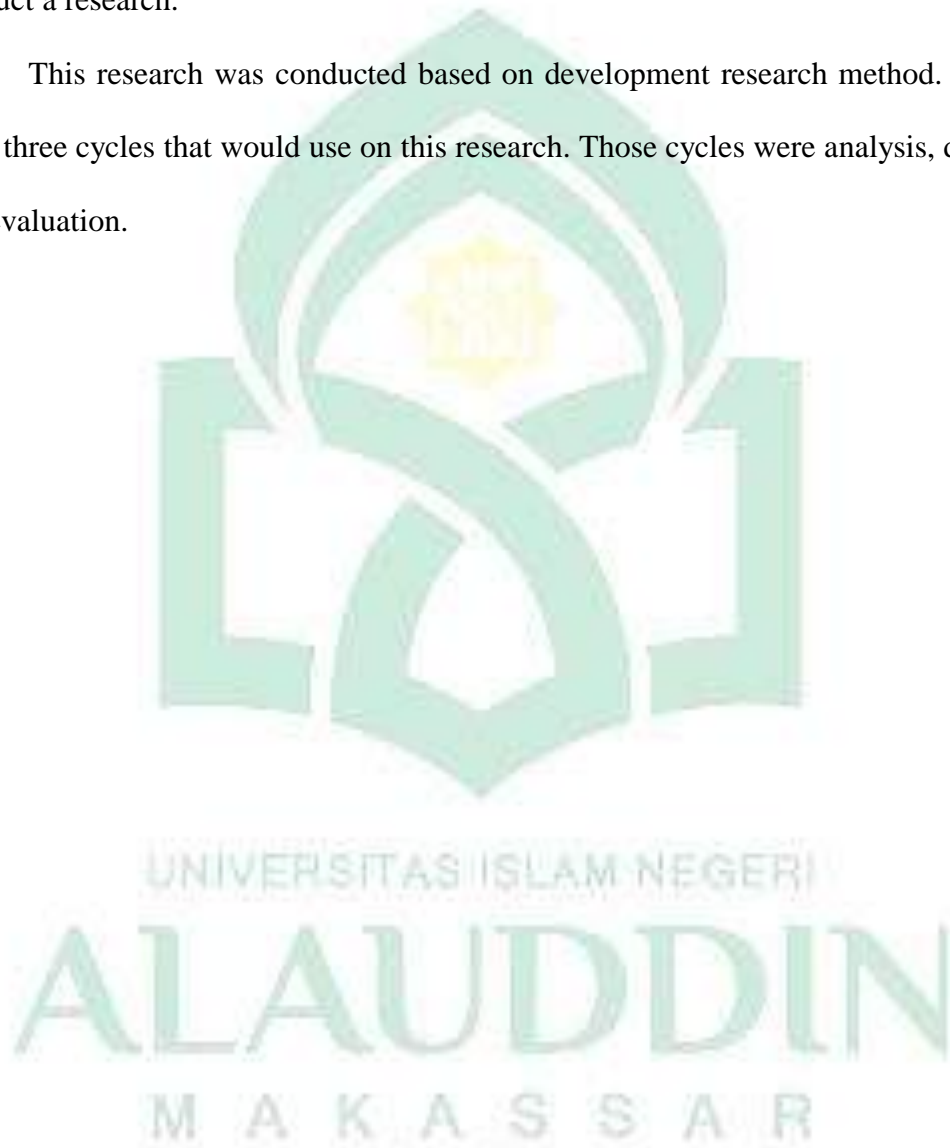 uct a research.
This research was conducted based on development research method.
three cycles that would use on this research. Those cycles were analysis,
valuation.
UNIVERSITAS ISLAM NEGERI
ALAUDDIN
M A K A S S A R